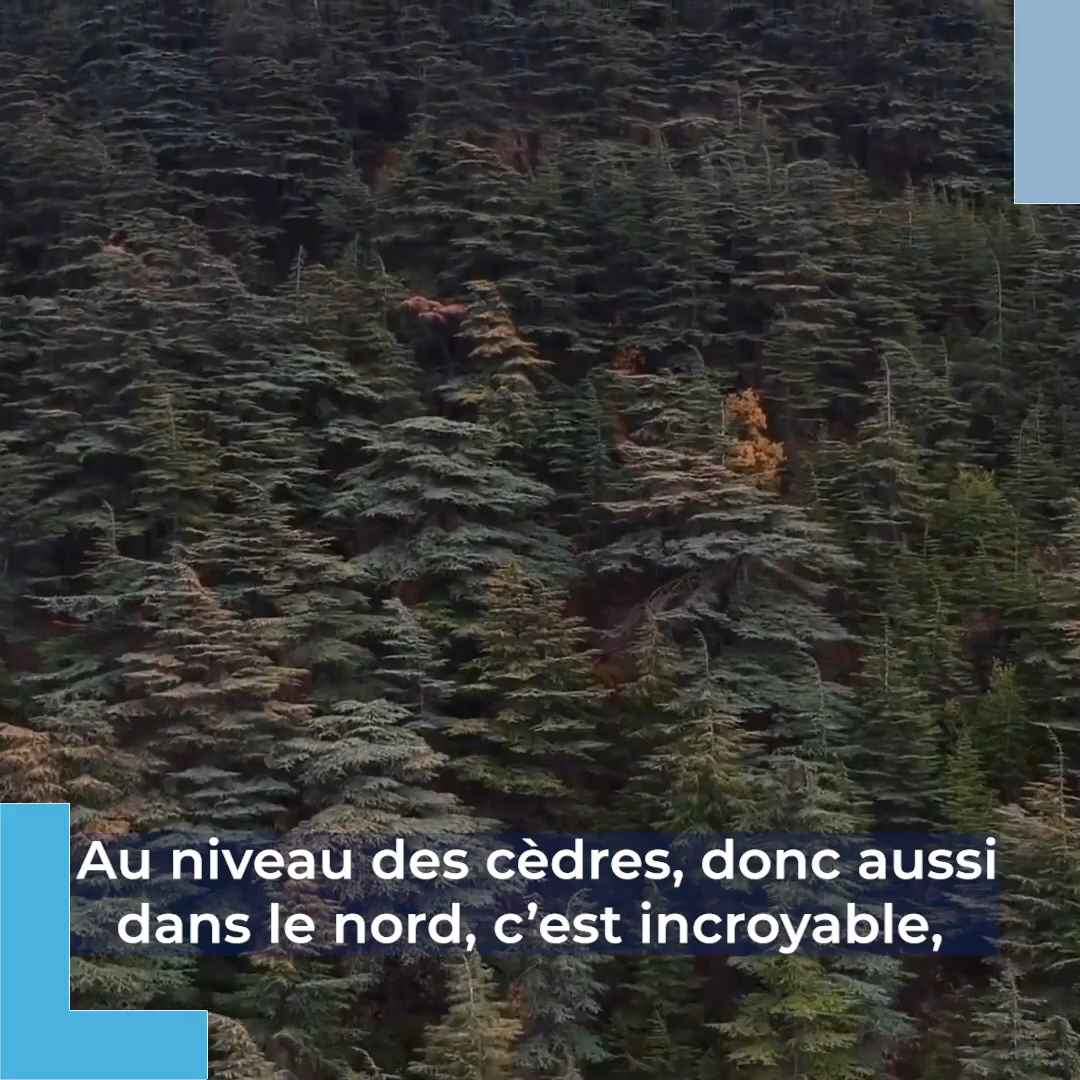 Au niveau des cèdres, donc aussi
dans le nord, c’est incroyable,